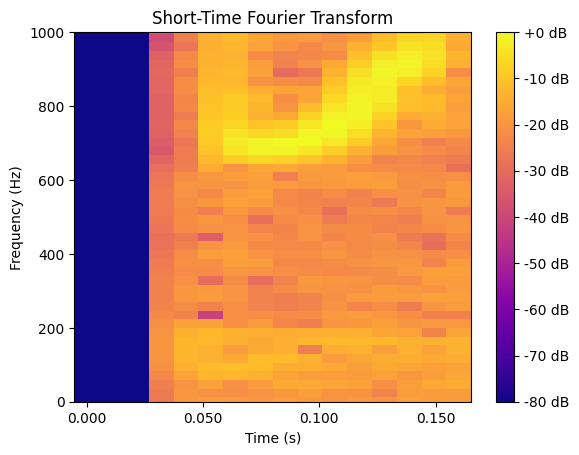 Short-Time Fourier Transform
1000
800
600
400
200
0
Frequency (Hz)
0.000
0.050
0.100
0.150
Time (s)
+0 dB
-10 dB
-20 dB
-30 dB
-40 dB
-50 dB
-60 dB
-70 dB
-80 dB